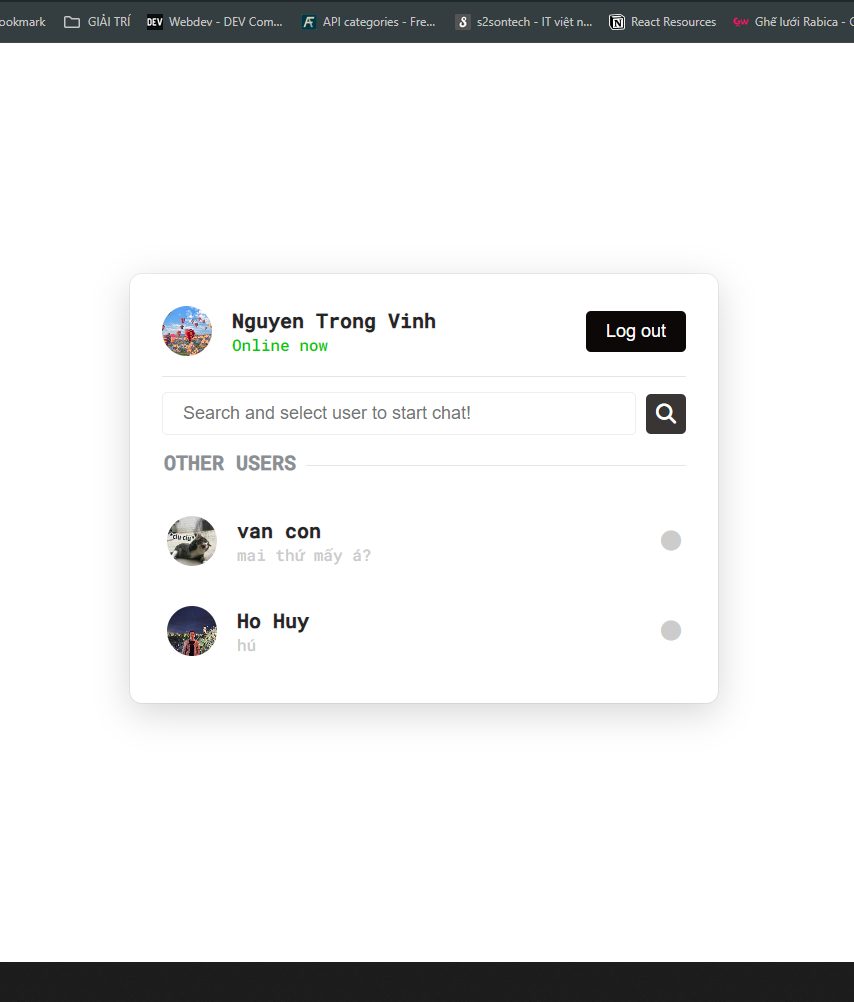 ookmark GIẢI TRÍ DEV Webdev - DEV Com... API categories - Fre... s2sontech - IT việt n... React Resources Ghế lưới Rabica - C
Nguyen Trong Vinh
Log out
Online now
Search and select user to start chat!
OTHER USERS
van con
mai thứ mấy á?
Ho Huy
hú